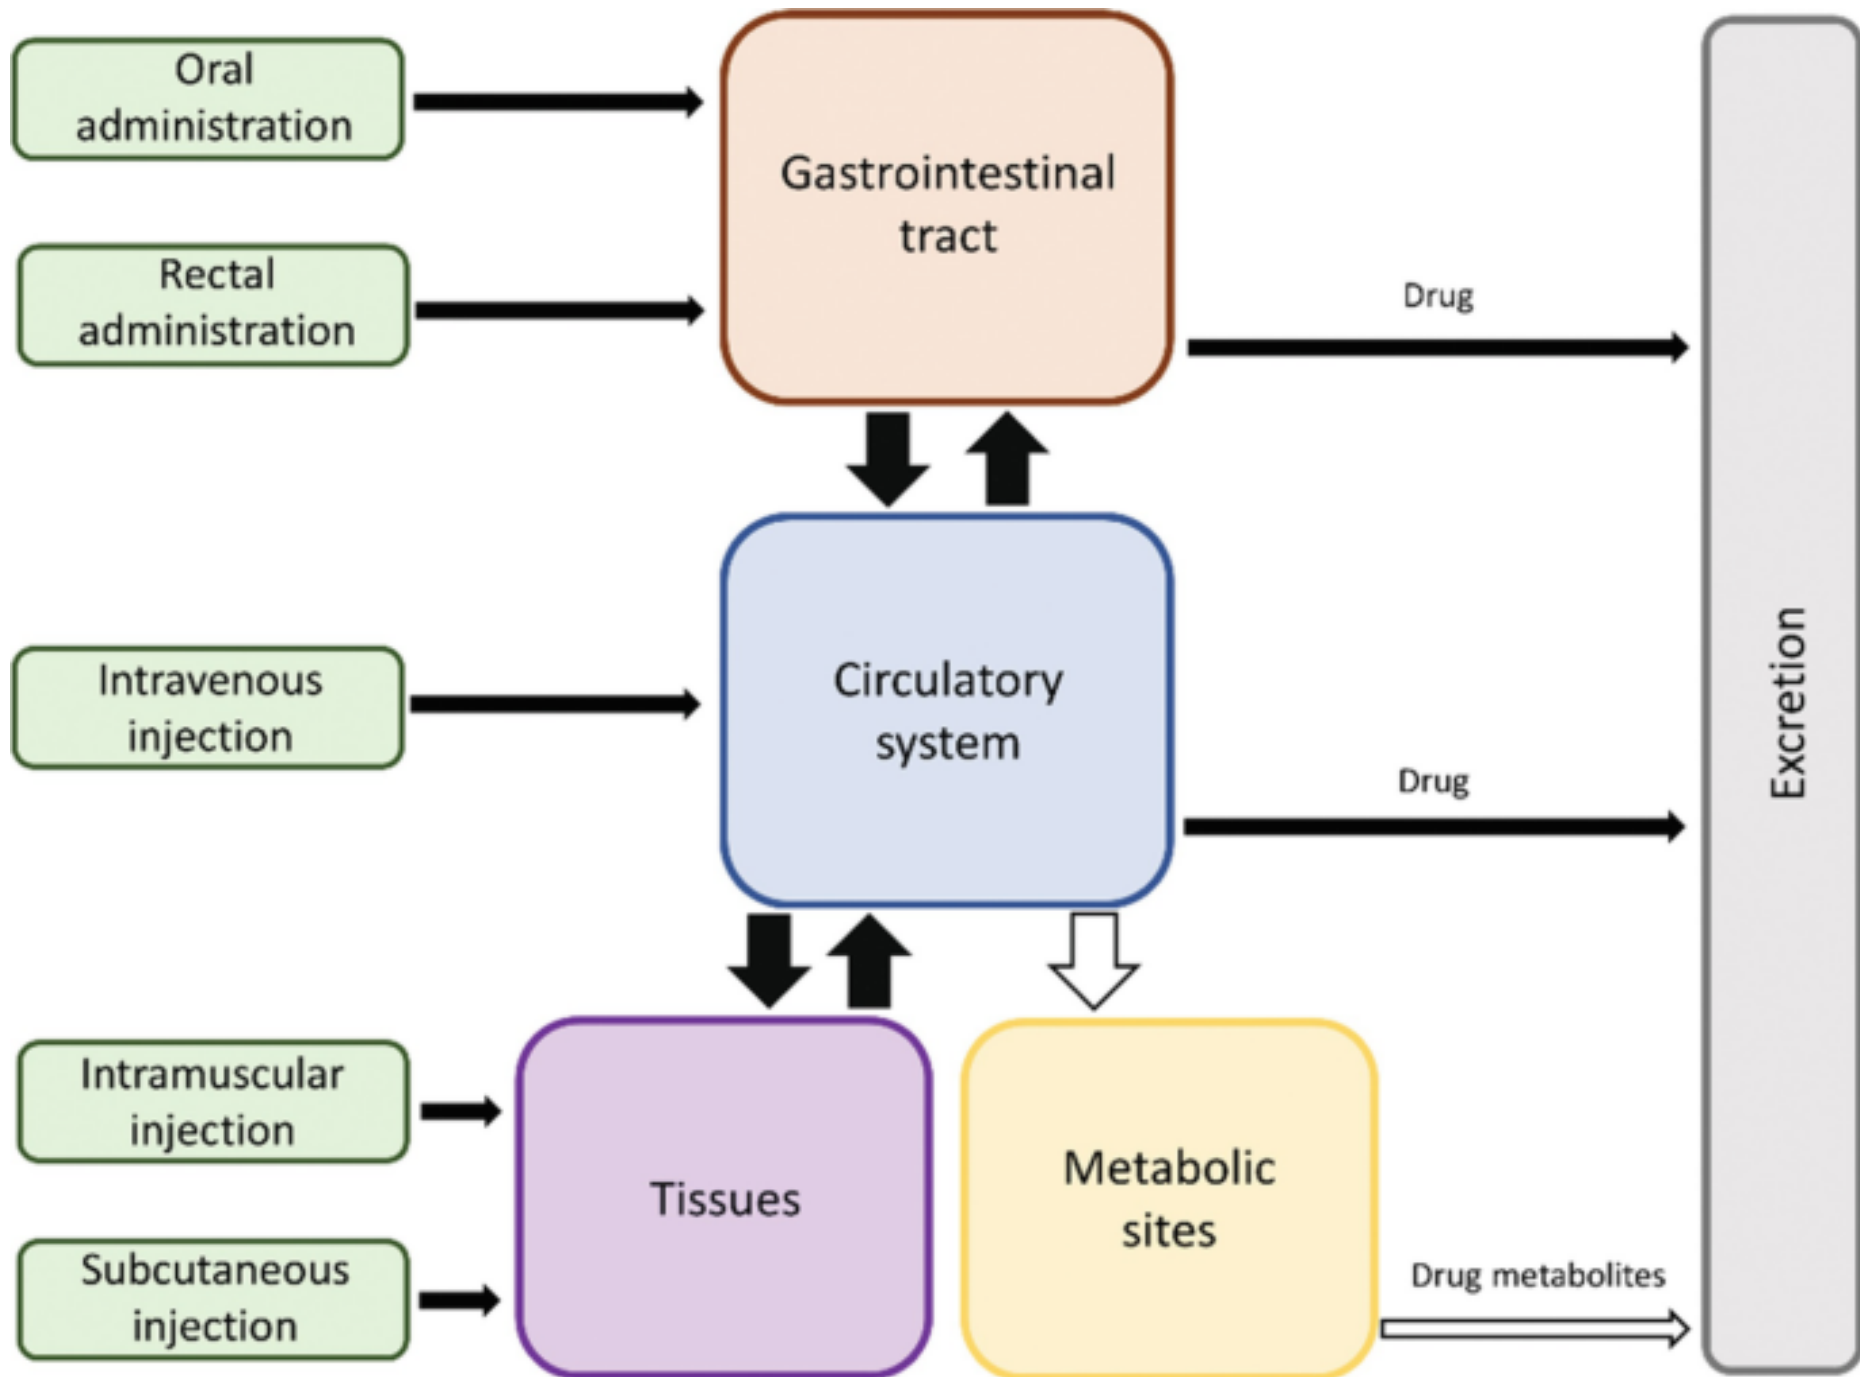 Oral
administration
Gastrointestinal
tract
Rectal
administration
Drug
Intravenous
injection
Circulatory
system
Drug
Excretion
Intramuscular
injection
Tissues
Metabolic
sites
Subcutaneous
injection
Drug metabolites